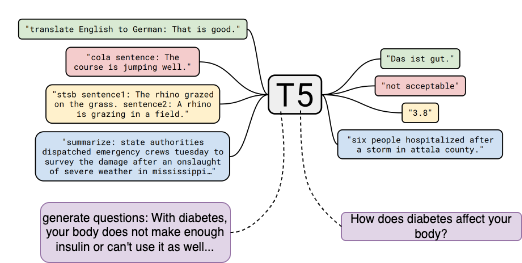 "translate English to German: That is good."
"cola sentence: The
course is jumping well."
"stsb sentence1: The rhino grazed
on the grass. sentence2: A rhino
is grazing in a field."
"summarize: state authorities
dispatched emergency crews tuesday to
survey the damage after an onslaught
of severe weather in mississippi…"
generate questions: With diabetes,
your body does not make enough
insulin or can't use it as well...
T5
"Das ist gut."
"not acceptable"
"3.8"
"six people hospitalized after
a storm in attala county."
How does diabetes affect your
body?